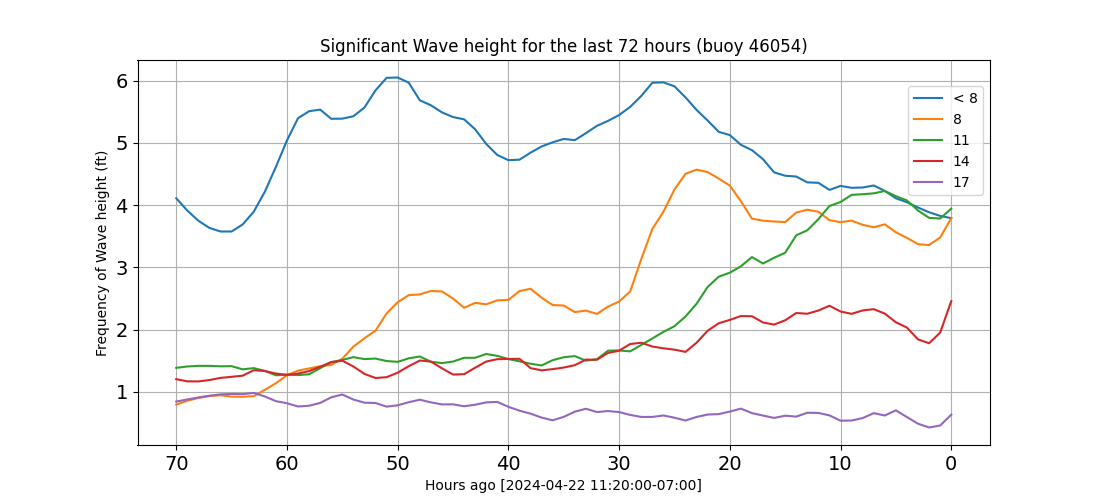 Significant Wave height for the last 72 hours (buoy 46054)
Frequency of Wave height (ft)
6
5
4
3
2
1
< 8
8
11
14
17
70 60 50 40 30 20 10 0
Hours ago [2024-04-22 11:20:00-07:00]